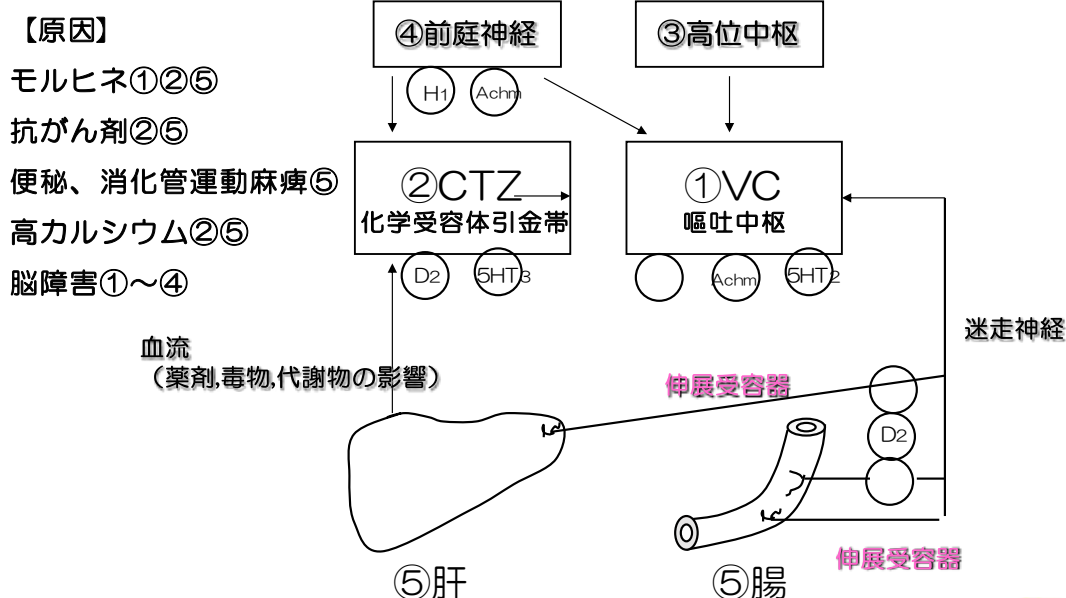 【原因】
モルヒネ①②⑤
抗がん剤②⑤
便秘、消化管運動麻痺⑤
高カルシウム②⑤
脳障害①～④
④前庭神経
③高位中枢
H1
Achm
②CTZ
化学受容体引金帯
①VC
嘔吐中枢
D2
5HT3
Achm
5HT2
迷走神経
血流
（薬剤,毒物,代謝物の影響）
伸展受容器
D2
伸展受容器
⑤肝
⑤腸